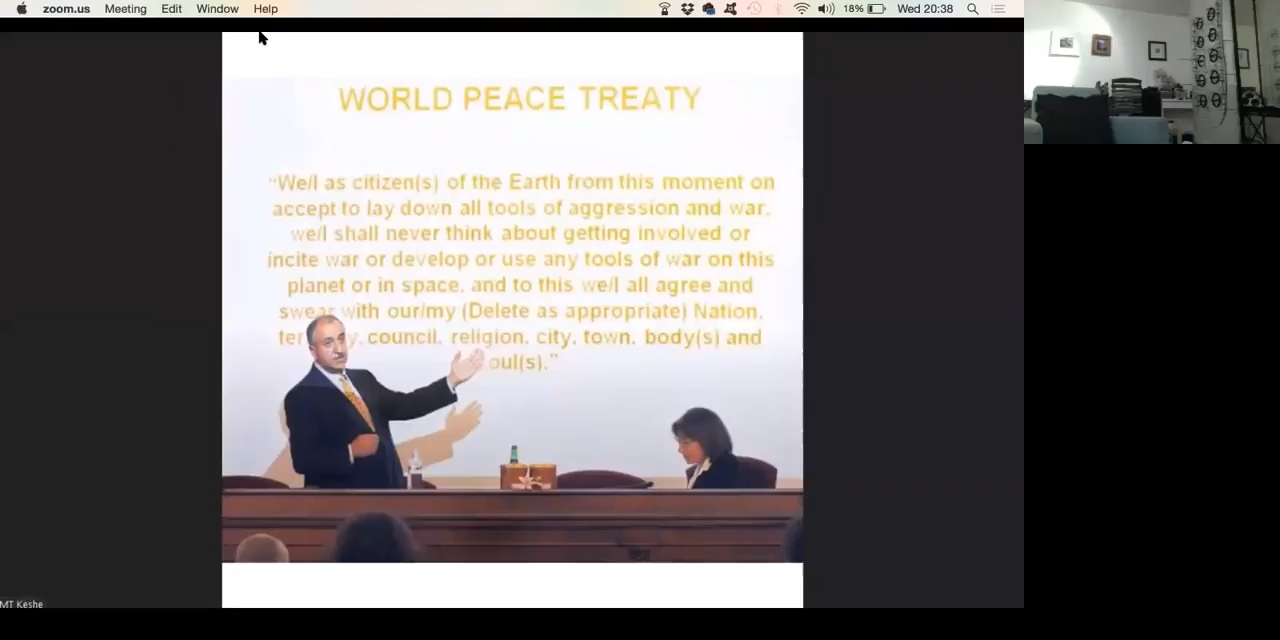 zoom.us Meeting Edit Window Help 18% Wed 20:38
WORLD PEACE TREATY
“We/I as citizen(s) of the Earth from this moment on
accept to lay down all tools of aggression and war,
we/I shall never think about getting involved or
incite war or develop or use any tools of war on this
planet or in space, and to this we/I all agree and
swear with our/my (Delete as appropriate) Nation,
council, religion, city, town, body(s) and
oul(s).”
MT Keshe